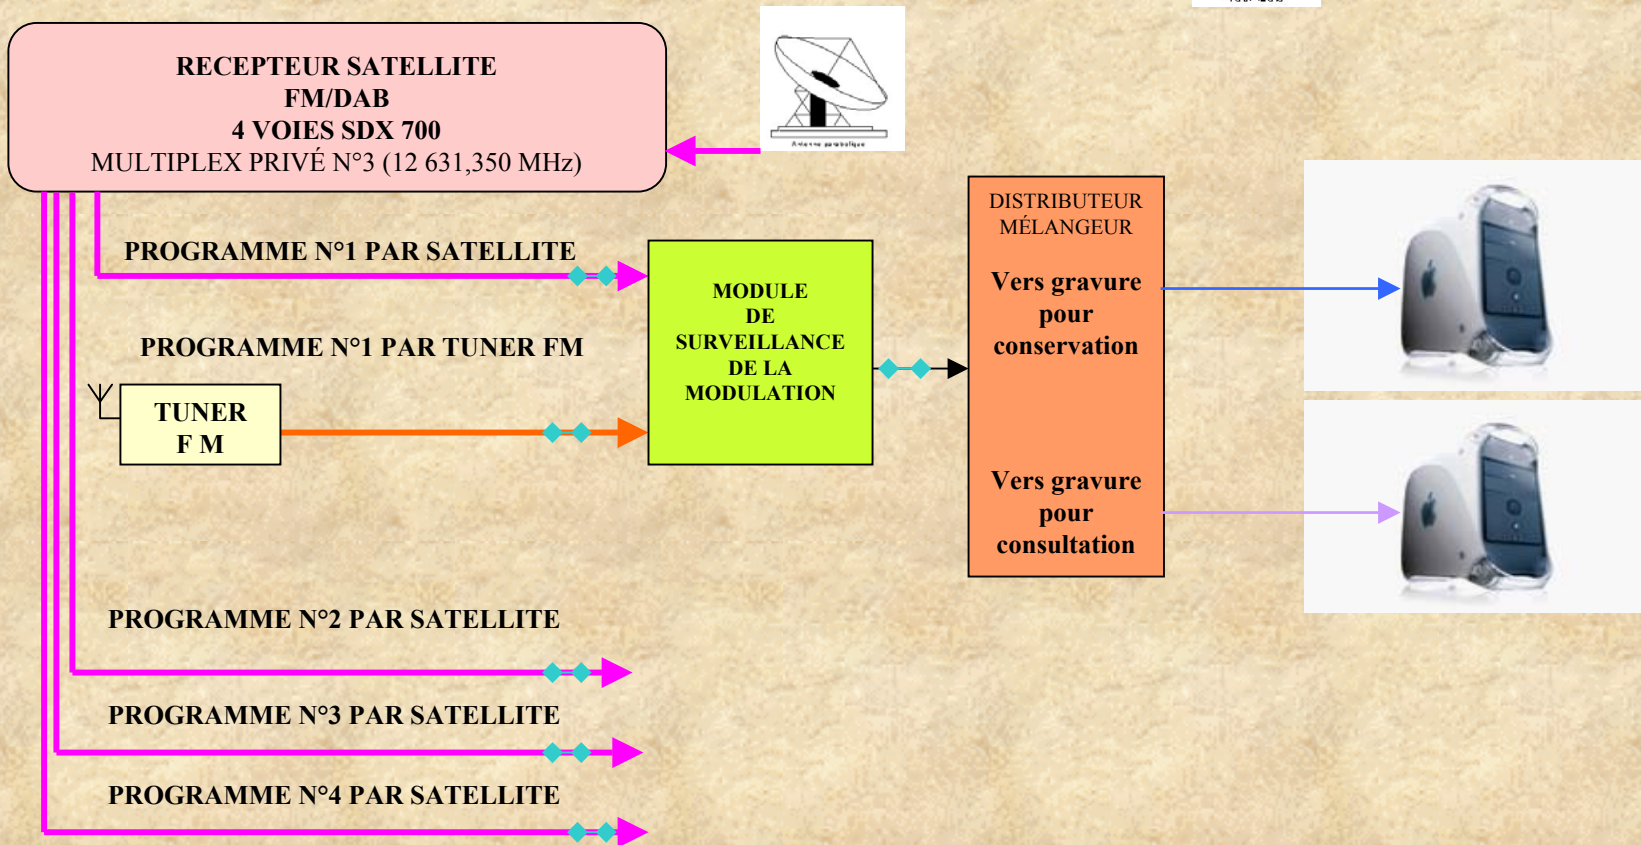 RECEPTEUR SATELLITE
FM/DAB
4 VOIES SDX 700
MULTIPLEX PRIVÉ N°3 (12 631,350 MHz)
Antenne parabolique
PROGRAMME N°1 PAR SATELLITE
PROGRAMME N°1 PAR TUNER FM
TUNER
F M
MODULE
DE
SURVEILLANCE
DE LA
MODULATION
DISTRIBUTEUR
MÉLANGEUR
Vers gravure
pour
conservation
Vers gravure
pour
consultation
PROGRAMME N°2 PAR SATELLITE
PROGRAMME N°3 PAR SATELLITE
PROGRAMME N°4 PAR SATELLITE